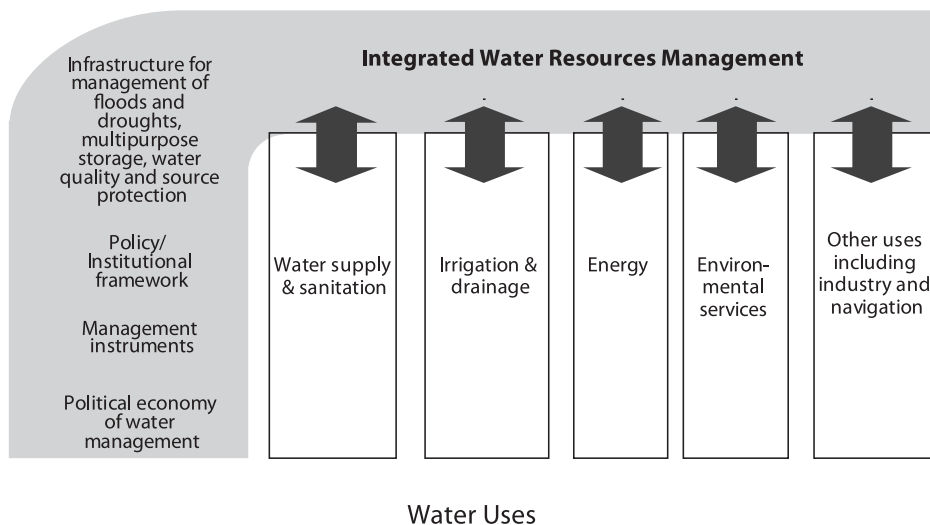 Integrated Water Resources Management
Infrastructure for
management of
floods and
droughts,
multipurpose
storage, water
quality and source
protection
Policy/
Institutional
framework
Management
instruments
Political economy
of water
management
Water supply
& sanitation
Irrigation &
drainage
Energy
Environ-
mental
services
Other uses
including
industry and
navigation
Water Uses